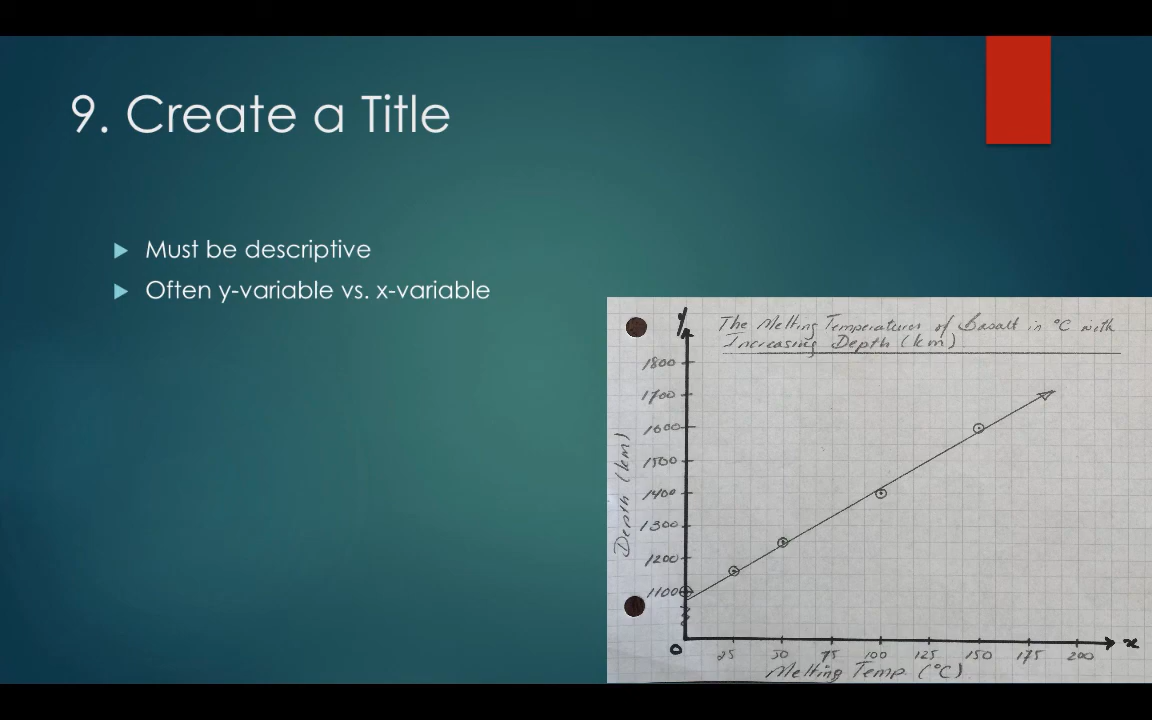 9. Create a Title
Must be descriptive
Often y-variable vs. x-variable
y
The Melting Temperatures of Basalt in °C with
Increasing Depth (km)
1800
1700
1600
1500
1400
1300
1200
1100
Depth (km)
0
25 50 75 100 125 150 175 200
x
Melting Temp. (°C)